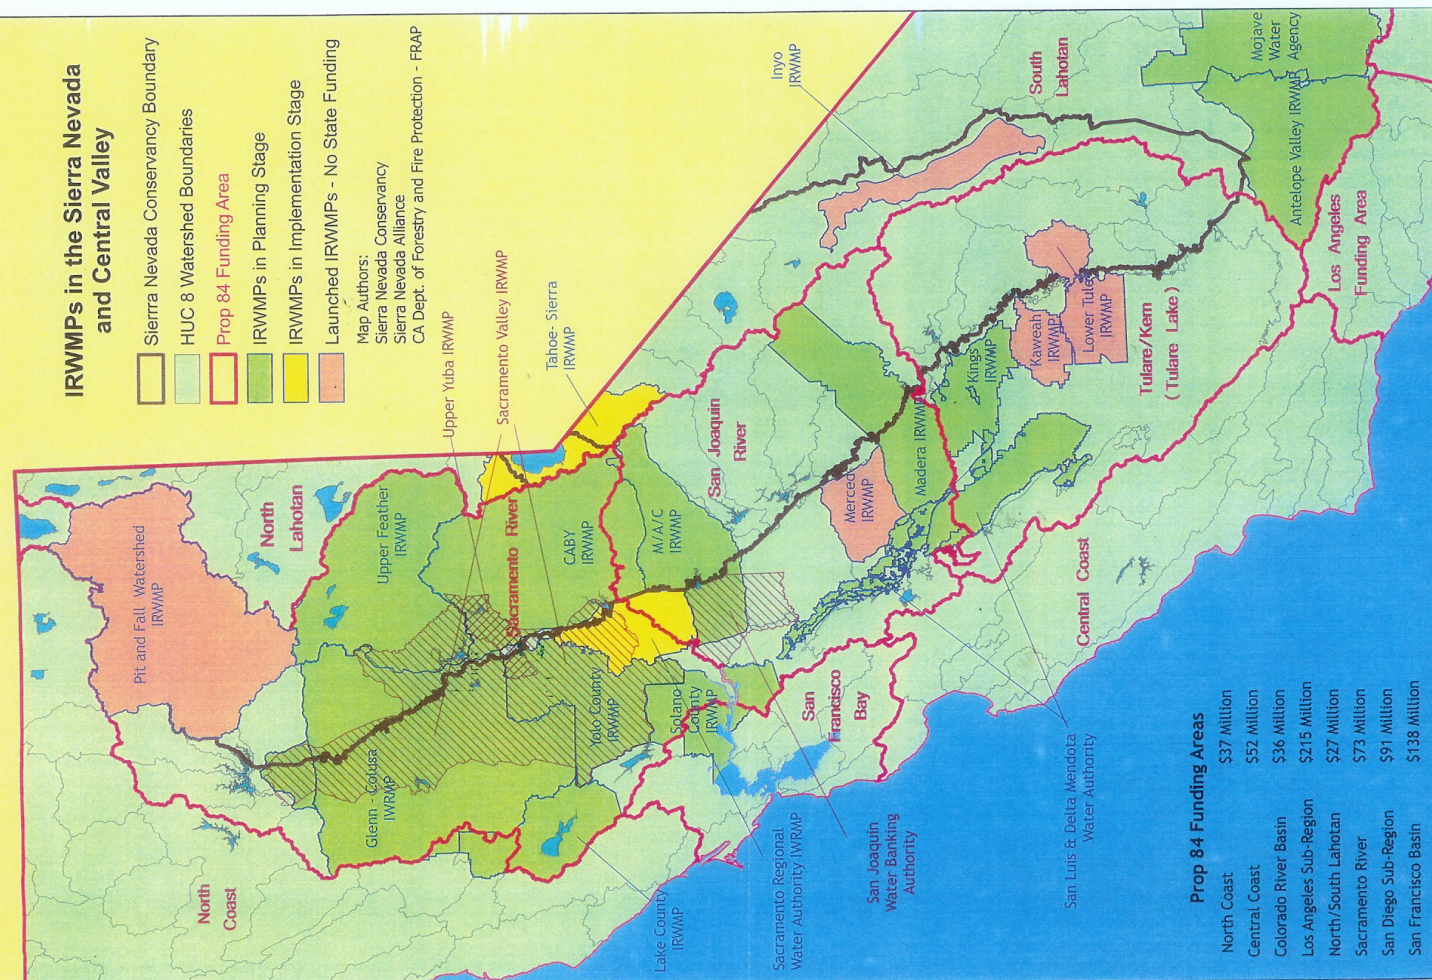 IRWMPs in the Sierra Nevada
and Central Valley
Sierrra Nevada Conservancy Boundary
HUC 8 Watershed Boundaries
Prop 84 Funding Area
IRWMPs in Planning Stage
IRWMPs in Implementation Stage
Launched IRWMPs - No State Funding
Map Authors:
Sierra Nevada Conservancy
Sierra Nevada Alliance
CA Dept. of Forestry and Fire Protection - FRAP
Upper Yuba IRWMP
Sacramento Valley IRWMP
Tahoe- Sierra
IRWMP
Inyo
IRWMP
South
Lahotan
Mojave
Water
Agency
Antelope Valley IRWMP
Los Angeles
Funding Area
Pit and Fall Watershed
IRWMP
North
Lahotan
Upper Feather
IRWMP
Sacramento River
CABY
IRWMP
M/A/C
IRWMP
San Joaquin
River
Merced
IRWMP
Madera IRWMP
Kings
IRWMP
Kaweah
IRWMP
Lower Tule
IRWMP
Tulare/Kern
( Tulare Lake )
Central Coast
Glenn - Colusa
IWRMP
Yolo County
IRWMP
Solano
County
IRWMP
San
Francisco
Bay
North
Coast
Lake County
IRWMP
Sacramento Regional
Water Authority IWRMP
San Joaquin
Water Banking
Authority
San Luis & Delta Mendota
Water Authority
Prop 84 Funding Areas
North Coast $37 Million
Central Coast $52 Million
Colorado River Basin $36 Million
Los Angeles Sub-Region $215 Million
North/South Lahotan $27 Million
Sacramento River $73 Million
San Diego Sub-Region $91 Million
San Francisco Basin $138 Million